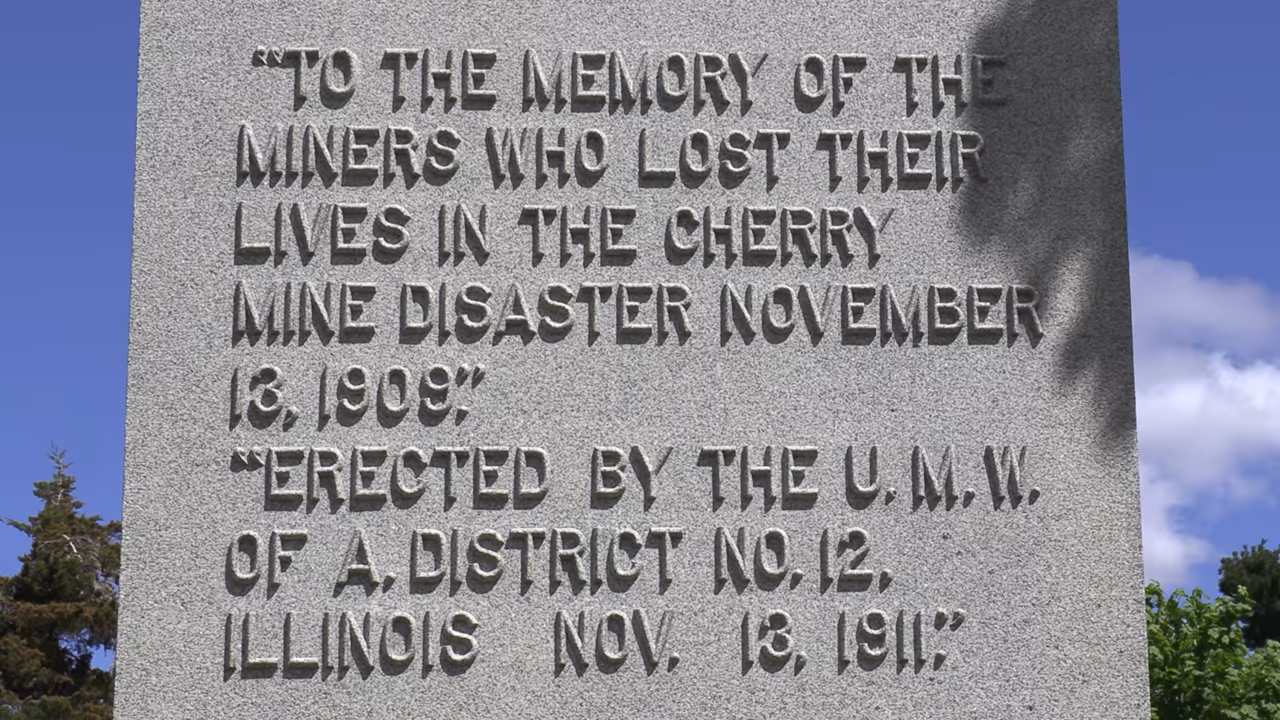 “TO THE MEMORY OF THE
MINERS WHO LOST THEIR
LIVES IN THE CHERRY
MINE DISASTER NOVEMBER
13, 1909.”
“ERECTED BY THE U. M. W.
OF A. DISTRICT NO. 12.
ILLINOIS NOV. 13, 1911.”